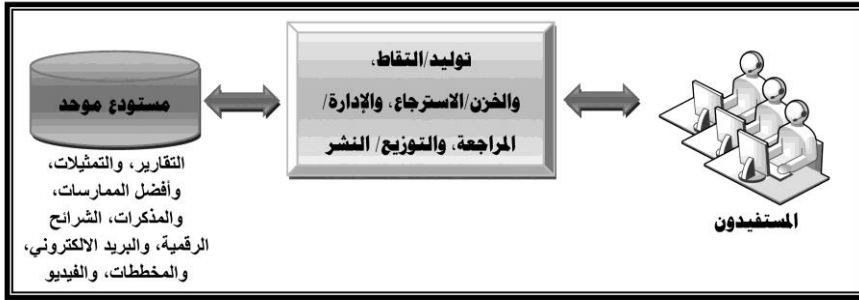 توليد/التقاط،
والخزن/الاسترجاع، والإدارة/
المراجعة، والتوزيع/ النشر
مستودع موحد
التقارير، والتمثيلات،
وأفضل الممارسات،
والمذكرات، الشرائح
الرقمية، والبريد الالكتروني،
والمخططات، والفيديو
المستفيدون